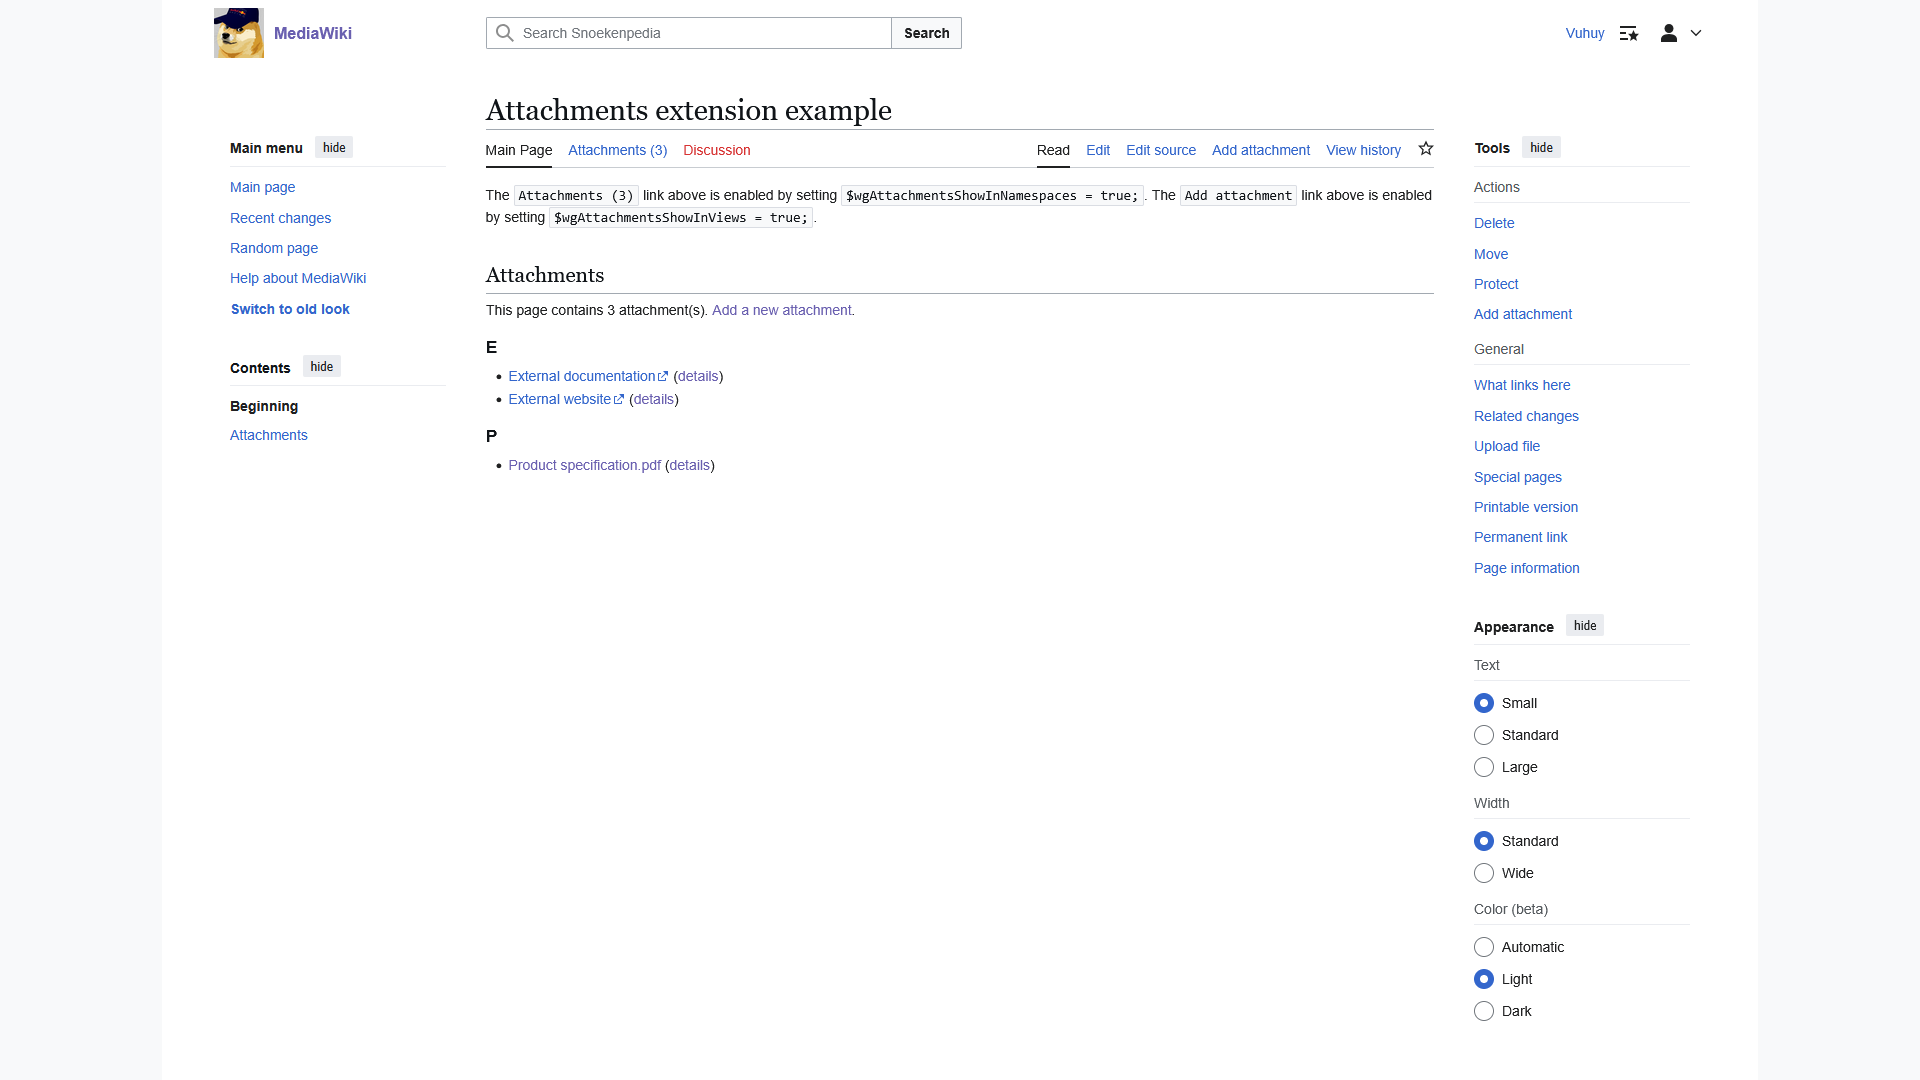 MediaWiki
Search Snoekenpedia
Search
Vuhuy
Main menu hide
Main page
Recent changes
Random page
Help about MediaWiki
Switch to old look
Contents hide
Beginning
Attachments
Attachments extension example
Main Page Attachments (3) Discussion
Read Edit Edit source Add attachment View history
The Attachments (3) link above is enabled by setting $wgAttachmentsShowInNamespaces = true;. The Add attachment link above is enabled
by setting $wgAttachmentsShowInViews = true;.
Attachments
This page contains 3 attachment(s). Add a new attachment.
E
• External documentation (details)
• External website (details)
P
• Product specification.pdf (details)
Tools hide
Actions
Delete
Move
Protect
Add attachment
General
What links here
Related changes
Upload file
Special pages
Printable version
Permanent link
Page information
Appearance hide
Text
Small
Standard
Large
Width
Standard
Wide
Color (beta)
Automatic
Light
Dark